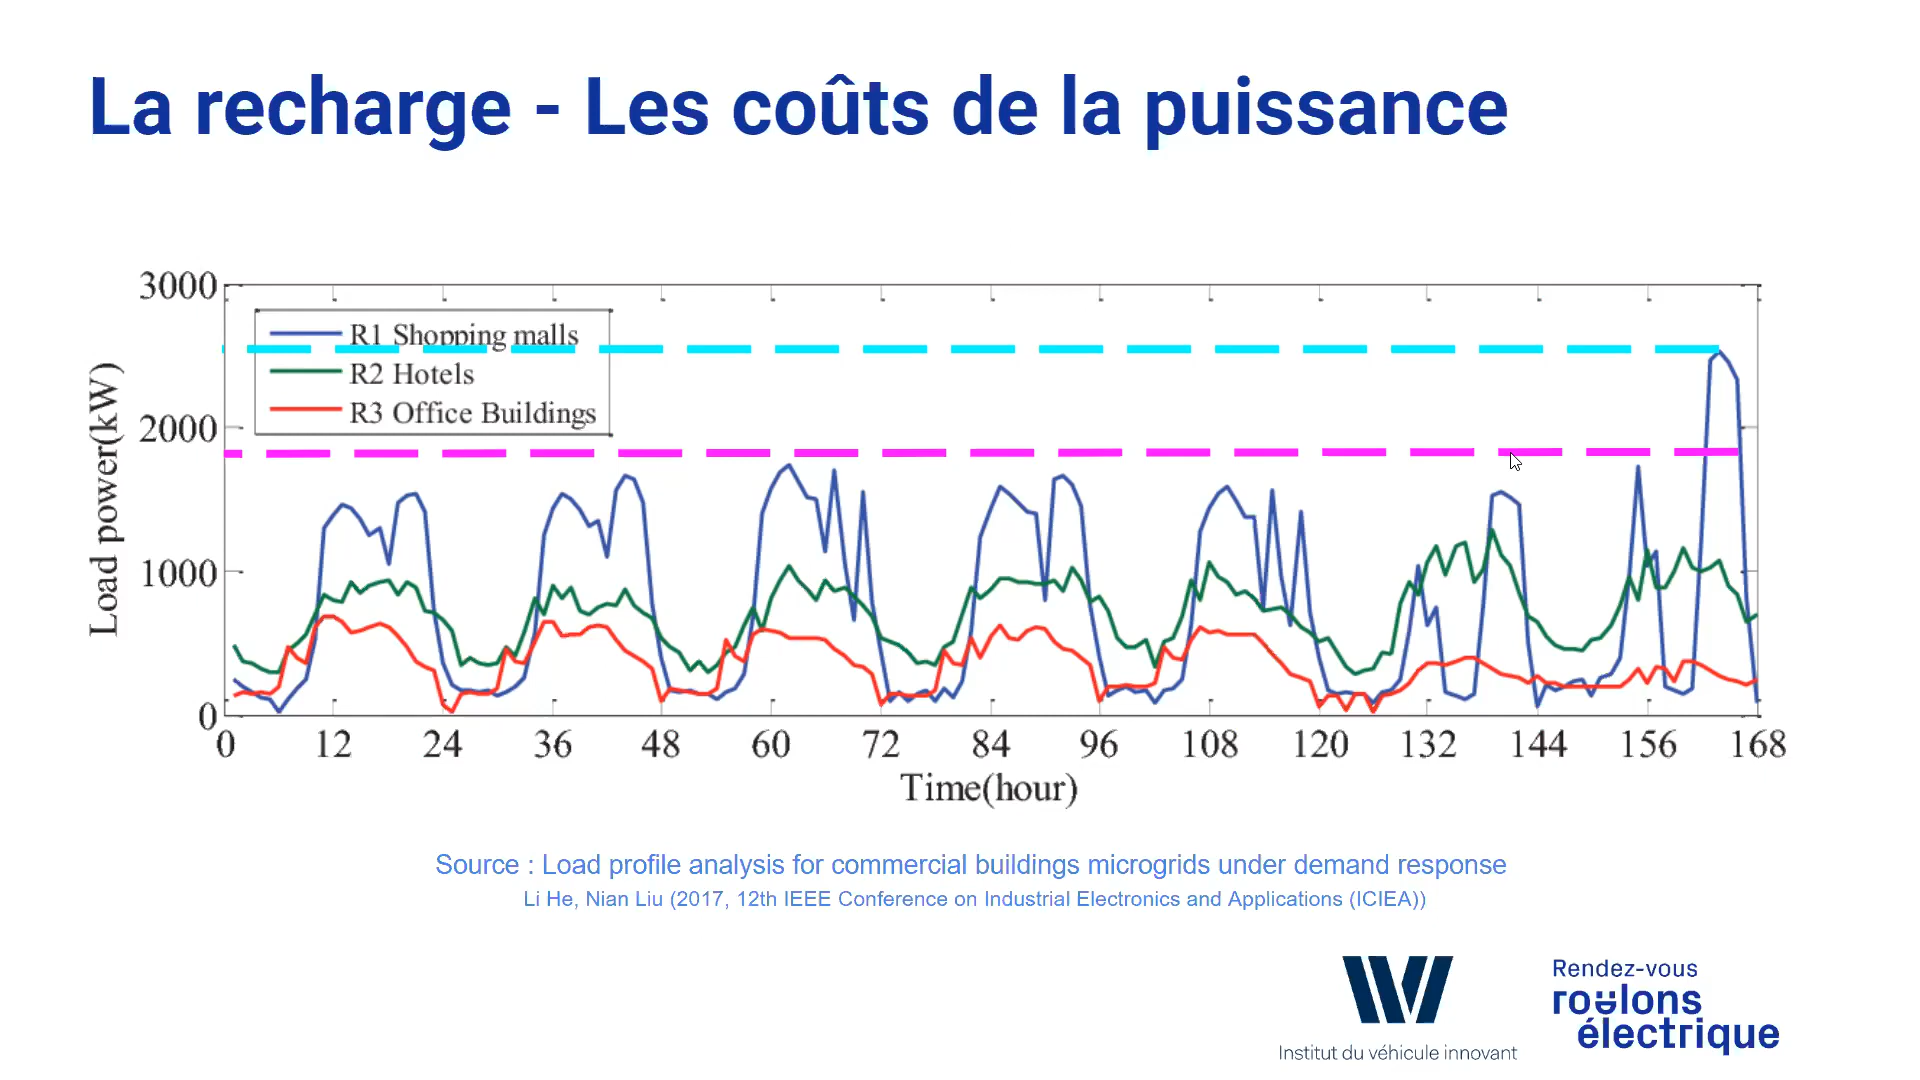 La recharge - Les coûts de la puissance
3000
2000
1000
0
Load power(kW)
R1 Shopping malls
R2 Hotels
R3 Office Buildings
0 12 24 36 48 60 72 84 96 108 120 132 144 156 168
Time(hour)
Source : Load profile analysis for commercial buildings microgrids under demand response
Li He, Nian Liu (2017, 12th IEEE Conference on Industrial Electronics and Applications (ICIEA))
Institut du véhicule innovant
Rendez-vous
roulons
électrique